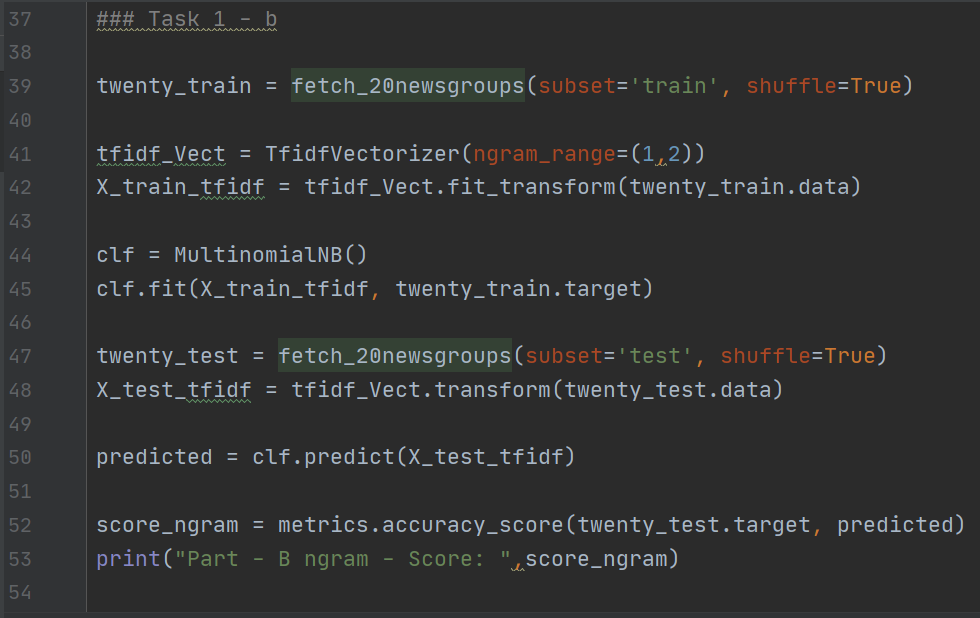 37 ### Task 1 - b
38
39 twenty_train = fetch_20newsgroups(subset='train', shuffle=True)
40
41 tfidf_Vect = TfidfVectorizer(ngram_range=(1,2))
42 X_train_tfidf = tfidf_Vect.fit_transform(twenty_train.data)
43
44 clf = MultinomialNB()
45 clf.fit(X_train_tfidf, twenty_train.target)
46
47 twenty_test = fetch_20newsgroups(subset='test', shuffle=True)
48 X_test_tfidf = tfidf_Vect.transform(twenty_test.data)
49
50 predicted = clf.predict(X_test_tfidf)
51
52 score_ngram = metrics.accuracy_score(twenty_test.target, predicted)
53 print("Part - B ngram - Score: ",score_ngram)
54